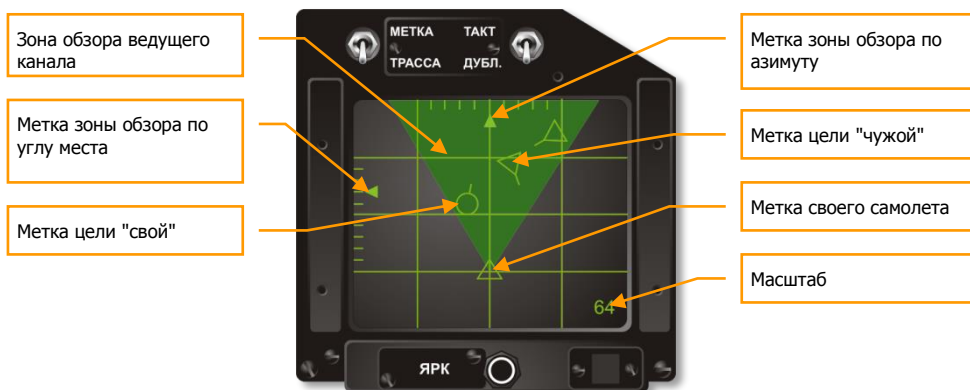 Зона обзора ведущего
канала
Метка зоны обзора по
углу места
Метка цели "свой"
МЕТКА ТАКТ
ТРАССА ДУБЛ.
64
ЯРК
Метка зоны обзора по
азимуту
Метка цели "чужой"
Метка своего самолета
Масштаб